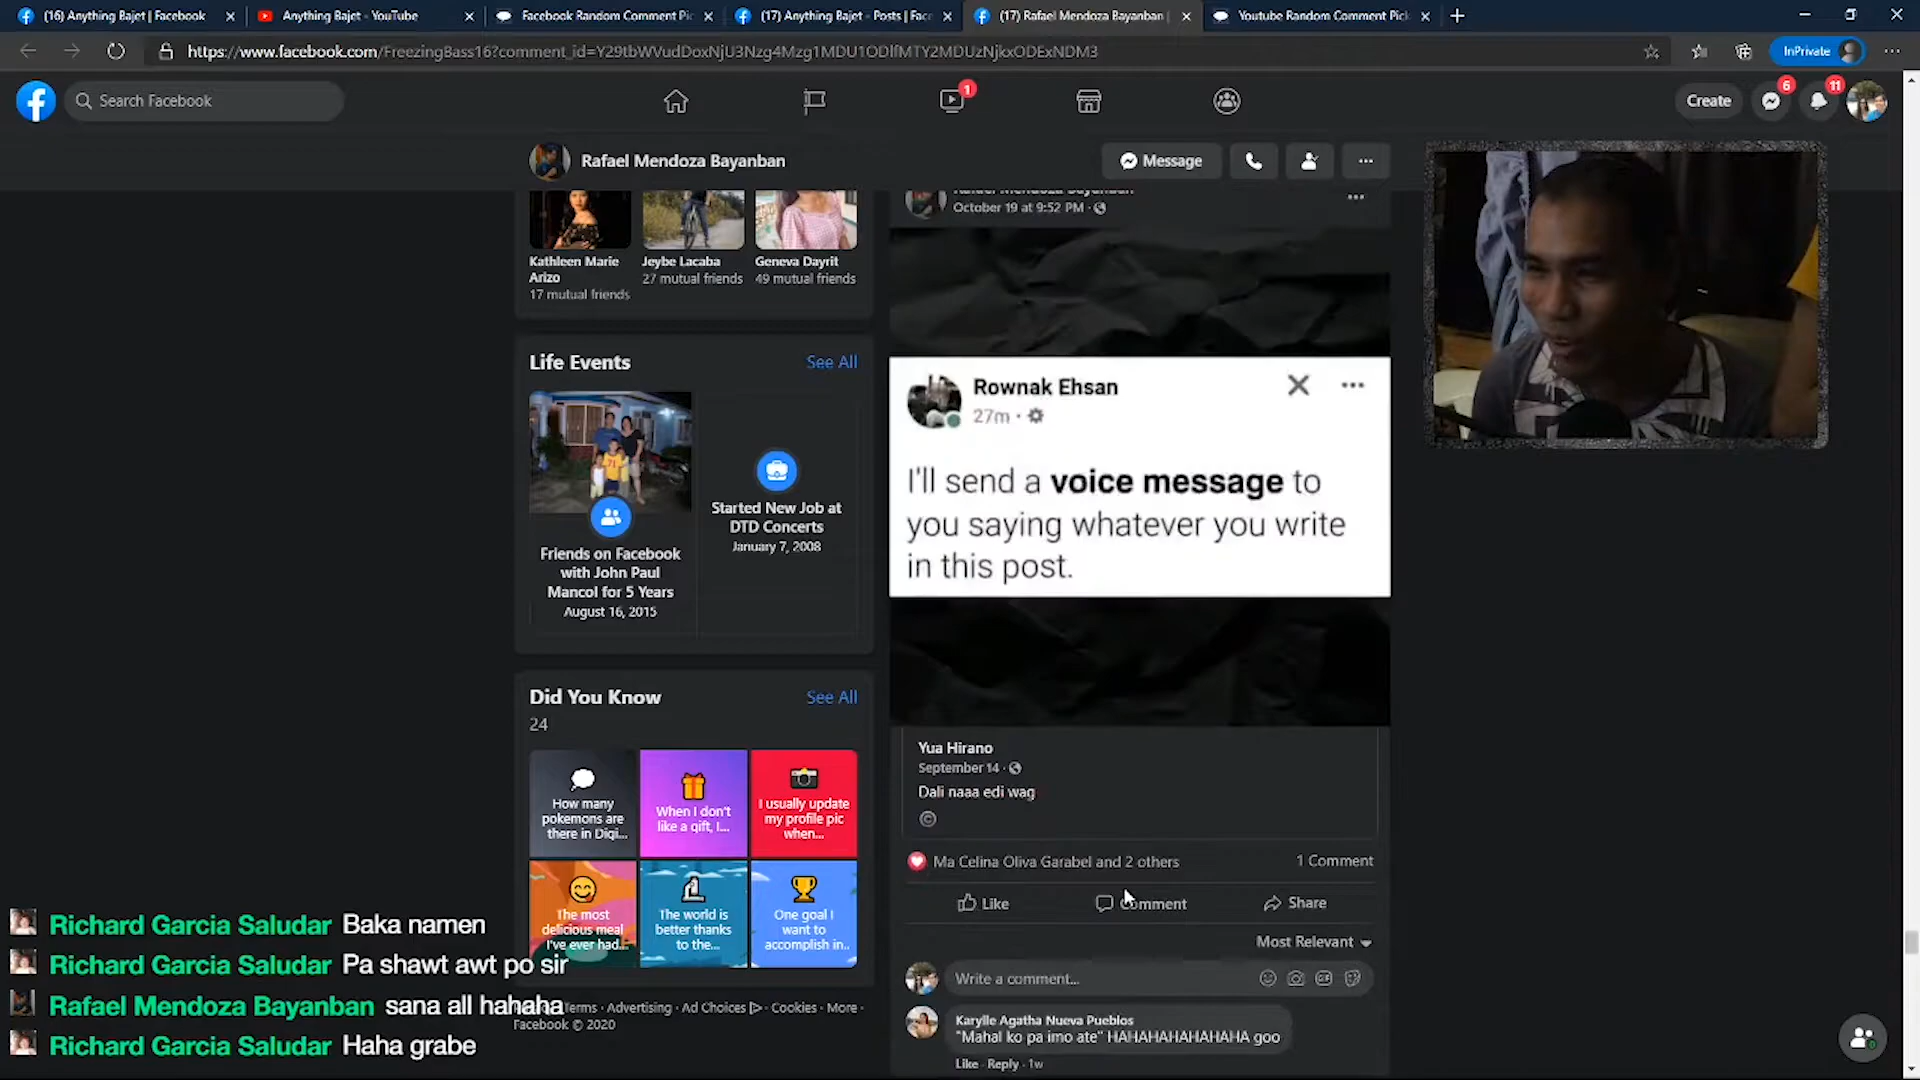 (16) Anything Bajet | Facebook
Anything Bajet - YouTube
Facebook Random Comment Pic
(17) Anything Bajet - Posts | Fac
(17) Rafael Mendoza Bayanban |
Youtube Random Comment Pick
https://www.facebook.com/FreezingBass16?comment_id=Y29tbWVudDoxNjU3Nzg4Mzg1MDU1ODlfMTY2MDUzNjkxODExNDM3
InPrivate
Search Facebook
1
Create
6
11
Rafael Mendoza Bayanban
Message
Rafael Mendoza Bayanban
October 19 at 9:52 PM
Kathleen Marie
Arizo
17 mutual friends
Jeybe Lacaba
27 mutual friends
Geneva Dayrit
49 mutual friends
Life Events
See All
Friends on Facebook
with John Paul
Mancol for 5 Years
August 16, 2015
Started New Job at
DTD Concerts
January 7, 2008
Did You Know
See All
24
How many
pokemons are
there in Digi...
When I don't
like a gift, I...
I usually update
my profile pic
when...
The most
delicious meal
I've ever had...
The world is
better thanks
to the...
One goal I
want to
accomplish in..
Terms · Advertising · Ad Choices · Cookies · More ·
Facebook © 2020
Rownak Ehsan
27m
I'll send a voice message to
you saying whatever you write
in this post.
Yua Hirano
September 14
Dali naaa edi wag
©
Ma Celina Oliva Garabel and 2 others
1 Comment
Like
Comment
Share
Most Relevant
Write a comment...
GIF
Karylle Agatha Nueva Pueblos
"Mahal ko pa imo ate" HAHAHAHAHAHAHA goo
Like · Reply · 1w
Richard Garcia Saludar Baka namen
Richard Garcia Saludar Pa shawt awt po sir
Rafael Mendoza Bayanban sana all hahaha
Richard Garcia Saludar Haha grabe